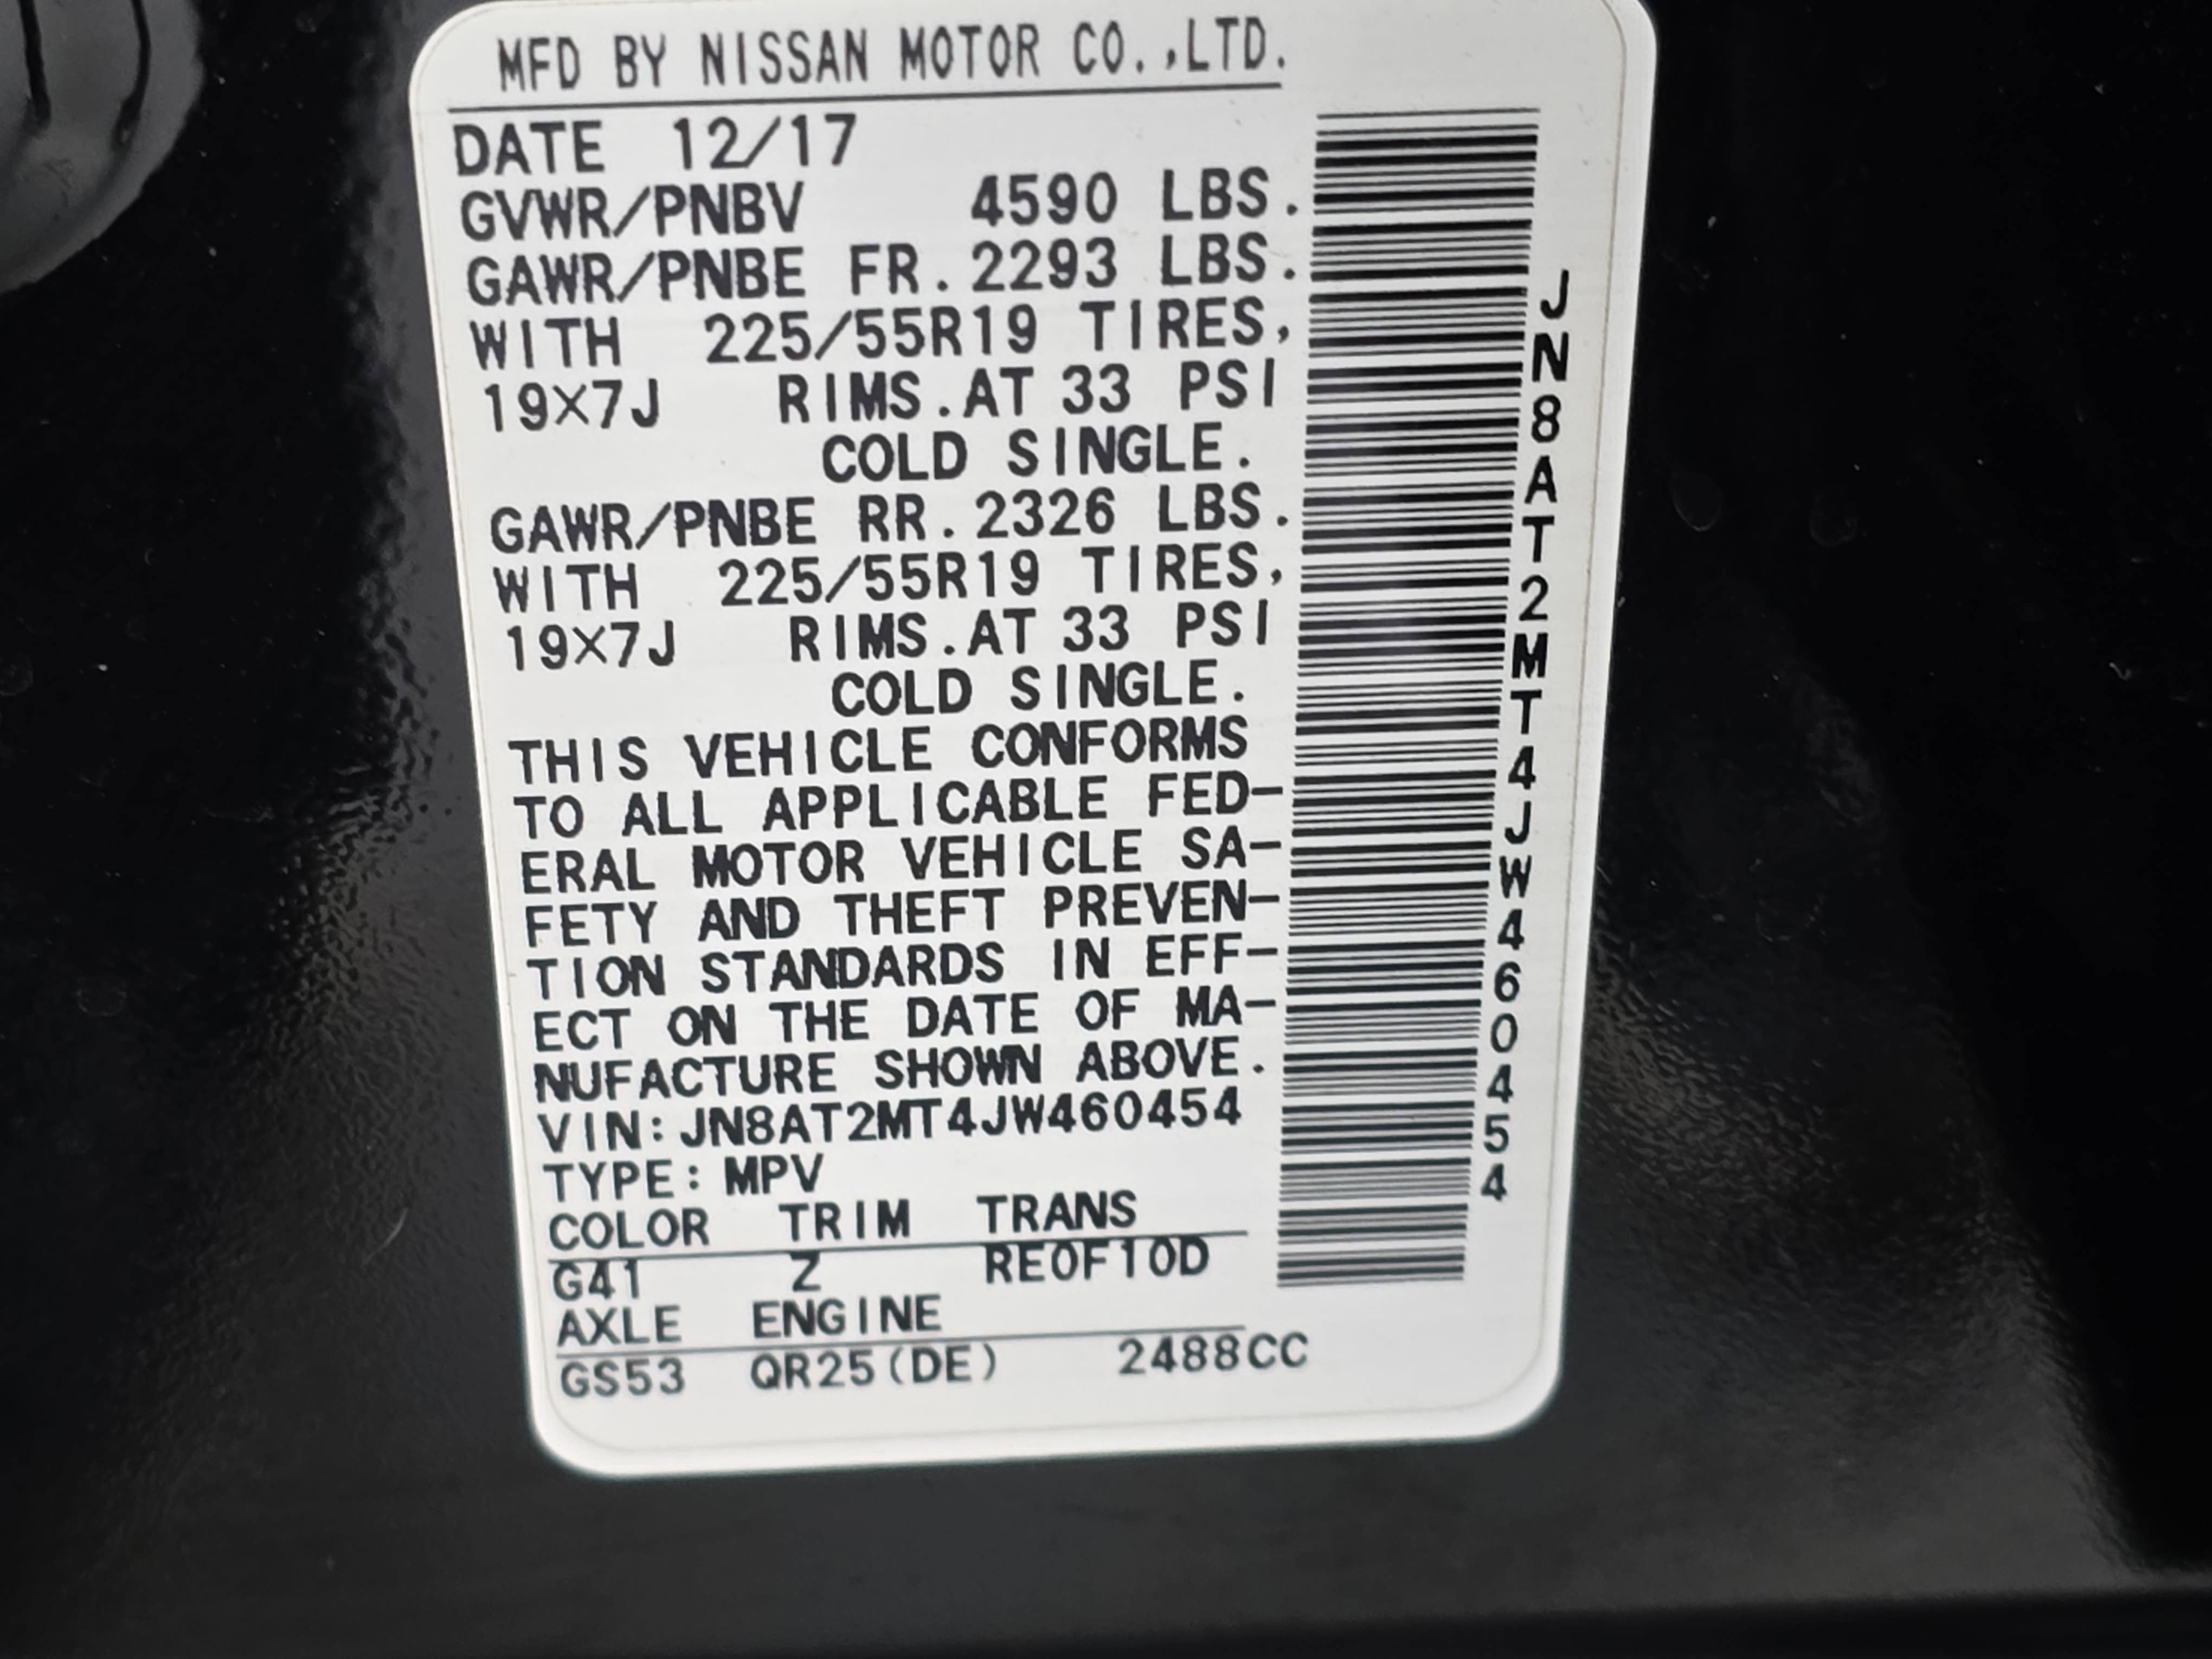 MFD BY NISSAN MOTOR CO.,LTD.
DATE 12/17
GVWR/PNBV 4590 LBS.
GAWR/PNBE FR.2293 LBS.
WITH 225/55R19 TIRES,
19×7J RIMS.AT 33 PSI
COLD SINGLE.
GAWR/PNBE RR.2326 LBS.
WITH 225/55R19 TIRES,
19×7J RIMS.AT 33 PSI
COLD SINGLE.
THIS VEHICLE CONFORMS
TO ALL APPLICABLE FED-
ERAL MOTOR VEHICLE SA-
FETY AND THEFT PREVEN-
TION STANDARDS IN EFF-
ECT ON THE DATE OF MA-
NUFACTURE SHOWN ABOVE.
VIN:JN8AT2MT4JW460454
TYPE:MPV
COLOR TRIM TRANS
G41 Z RE0F10D
AXLE ENGINE
GS53 QR25(DE) 2488CC
JN8AT2MT4JW460454